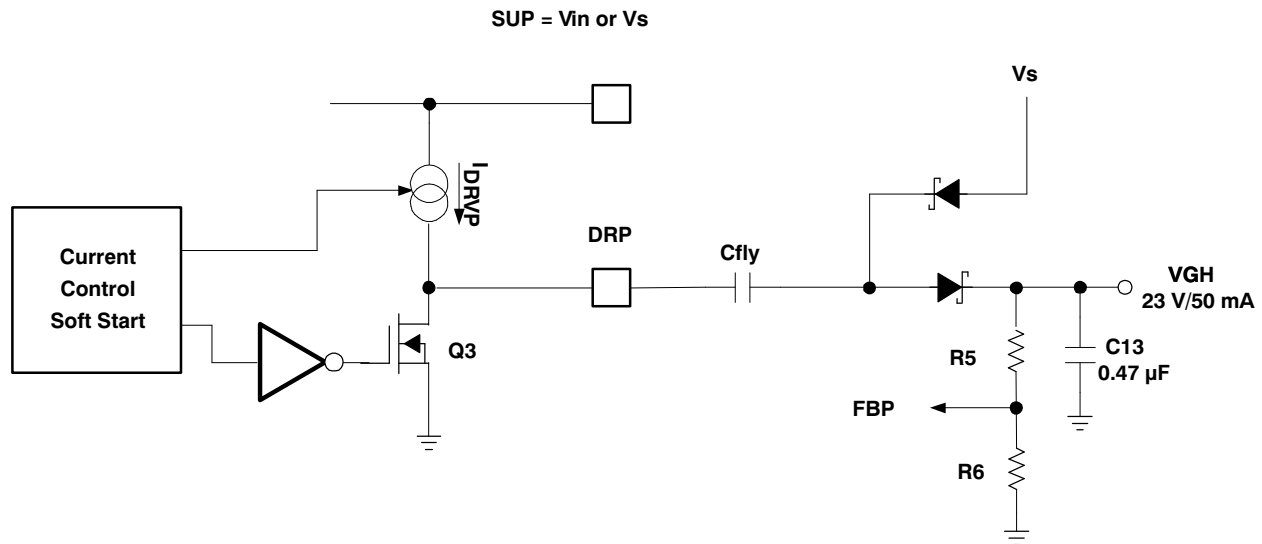 SUP = Vin or Vs
Vs
IDRVP
Current
Control
Soft Start
DRP
Cfly
VGH
23 V/50 mA
Q3
R5
C13
0.47 µF
FBP
R6